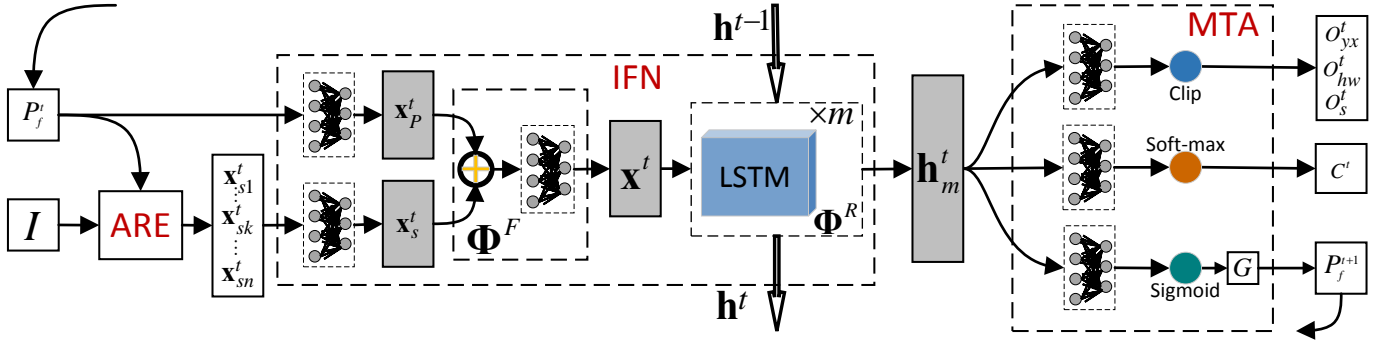 P_f^t
I
ARE
x_{s1}^t
⋮
x_{sk}^t
⋮
x_{sn}^t
IFN
x_P^t
x_s^t
Φ^F
x^t
h^{t−1}
×m
LSTM
Φ^R
h^t
h_m^t
MTA
Clip
Soft-max
Sigmoid
G
O_{yx}^t
O_{hw}^t
O_s^t
C^t
P_f^{t+1}